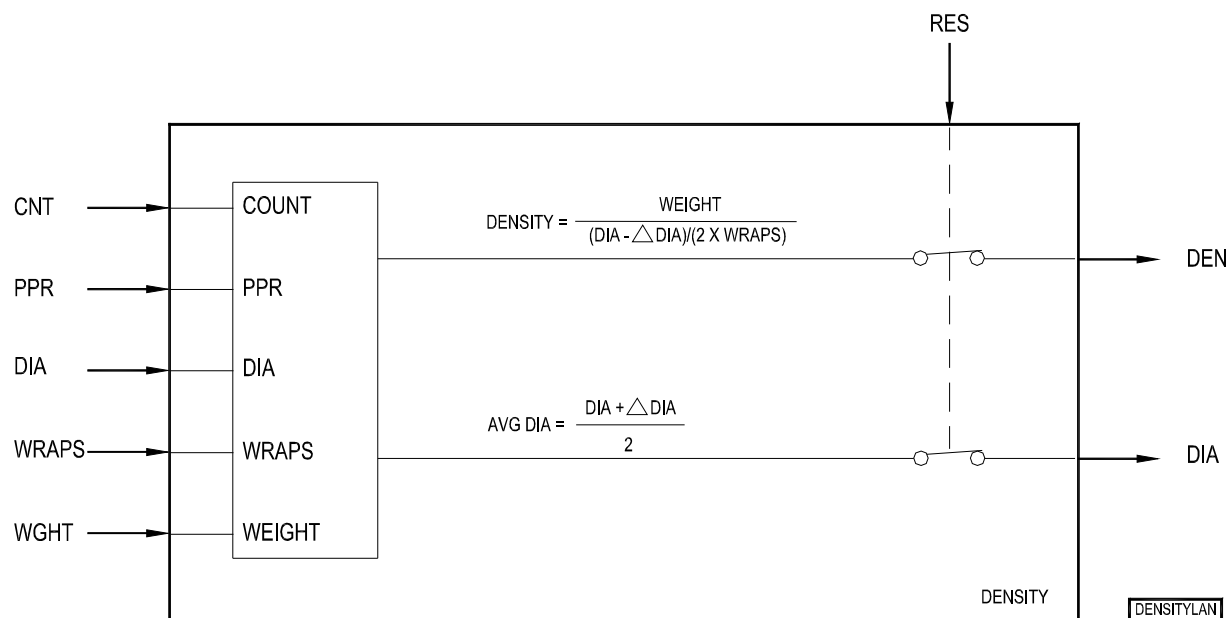 RES
CNT
COUNT
DENSITY = WEIGHT
(DIA - △ DIA)/(2 X WRAPS)
DEN
PPR
PPR
DIA
DIA
AVG DIA = DIA + △ DIA
2
WRAPS
WRAPS
DIA
WGHT
WEIGHT
DENSITY
DENSITYLAN